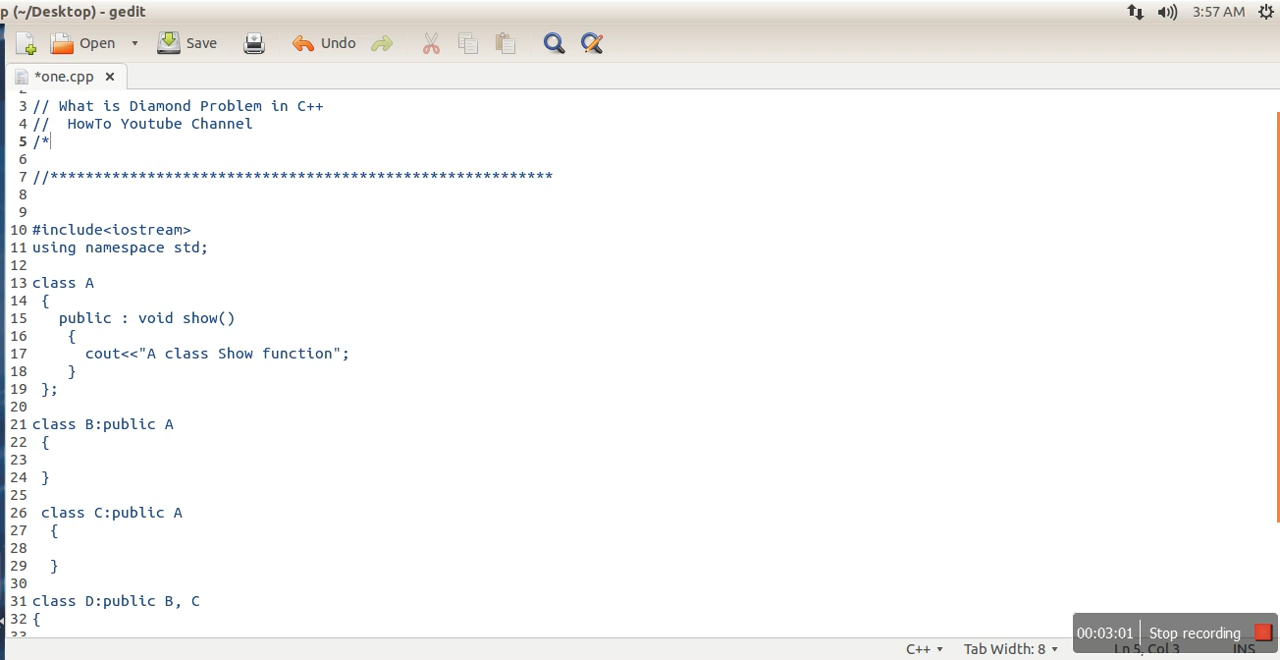 p (~/Desktop) - gedit
3:57 AM
Open
Save
Undo
*one.cpp x
3 // What is Diamond Problem in C++
4 //  HowTo Youtube Channel
5 /*
6
7 //*********************************************************
8
9
10 #include<iostream>
11 using namespace std;
12
13 class A
14  {
15    public : void show()
16     {
17       cout<<"A class Show function";
18     }
19  };
20
21 class B:public A
22  {
23
24  }
25
26  class C:public A
27   {
28
29   }
30
31 class D:public B, C
32 {
00:03:01 Stop recording
C++ Tab Width: 8 Ln 5, Col 3 INS